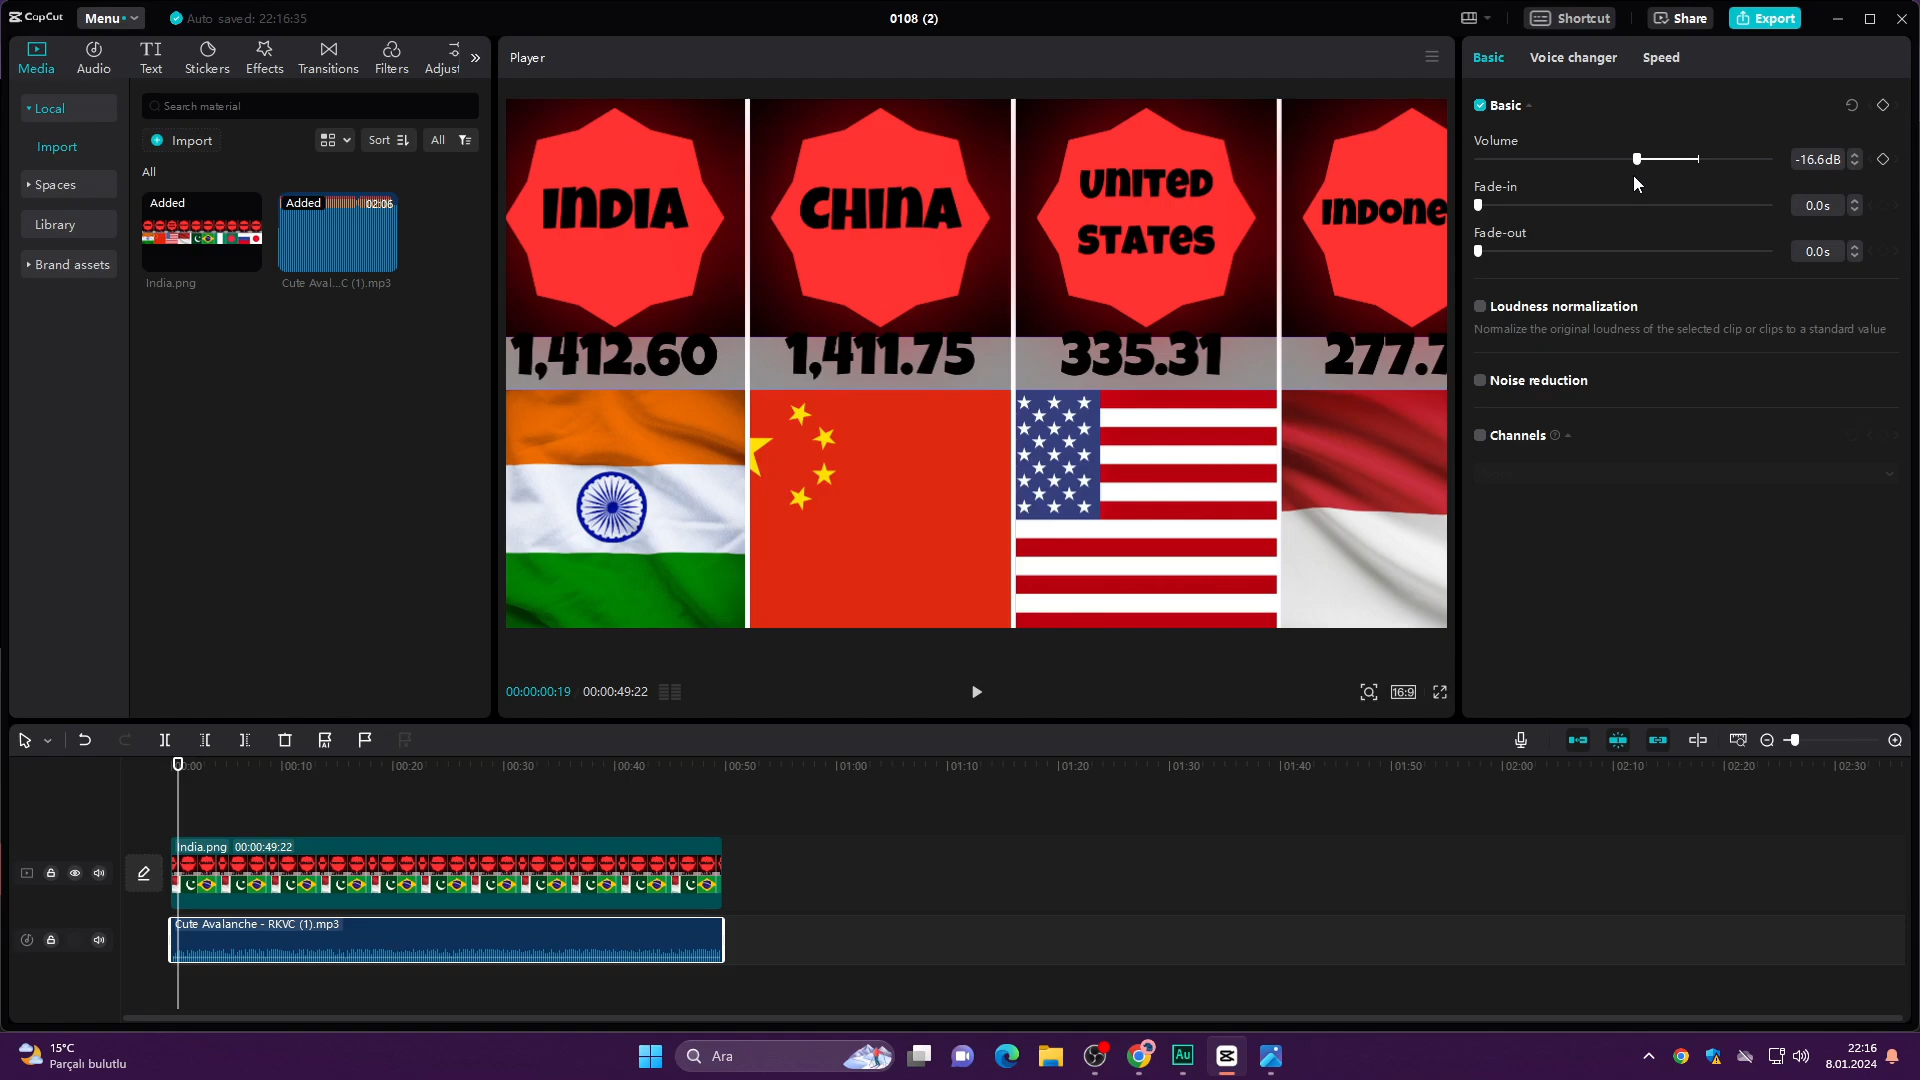 CapCut
Menu
Auto saved: 22:16:35
0108 (2)
Shortcut
Share
Export
Media
Audio
TI
Text
Stickers
Effects
Transitions
Filters
Adjust
Player
Basic
Voice changer
Speed
Local
Import
Spaces
Library
Brand assets
Search material
Import
Sort
All
All
Added
India.png
Added
02:06
Cute Aval...C (1).mp3
INDIA
CHINA
UNITED
STATES
INDONE
1,412.60
1,411.75
335.31
277.7
00:00:00:19
00:00:49:22
16:9
Basic
Volume
-16.6dB
Fade-in
0.0s
Fade-out
0.0s
Loudness normalization
Normalize the original loudness of the selected clip or clips to a standard value
Noise reduction
Channels
00:00
00:10
00:20
00:30
00:40
00:50
01:00
01:10
01:20
01:30
01:40
01:50
02:00
02:10
02:20
02:30
India.png 00:00:49:22
Cute Avalanche - RKVC (1).mp3
15°C
Parçalı bulutlu
Ara
Au
22:16
8.01.2024